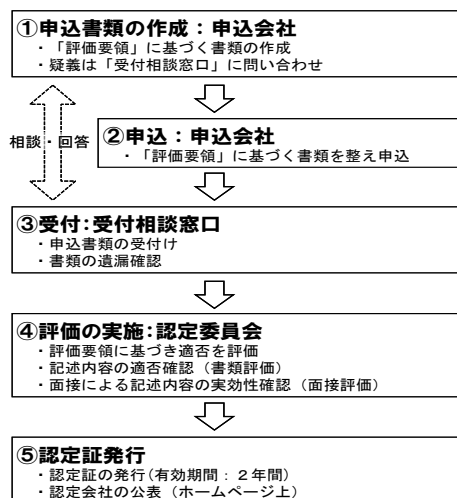 ①申込書類の作成：申込会社
・「評価要領」に基づく書類の作成
・疑義は「受付相談窓口」に問い合わせ
相談・回答
②申込：申込会社
・「評価要領」に基づく書類を整え申込
③受付：受付相談窓口
・申込書類の受付け
・書類の遺漏確認
④評価の実施：認定委員会
・評価要領に基づき適否を評価
・記述内容の適否確認（書類評価）
・面接による記述内容の実効性確認（面接評価）
⑤認定証発行
・認定証の発行（有効期間：２年間）
・認定会社の公表（ホームページ上）